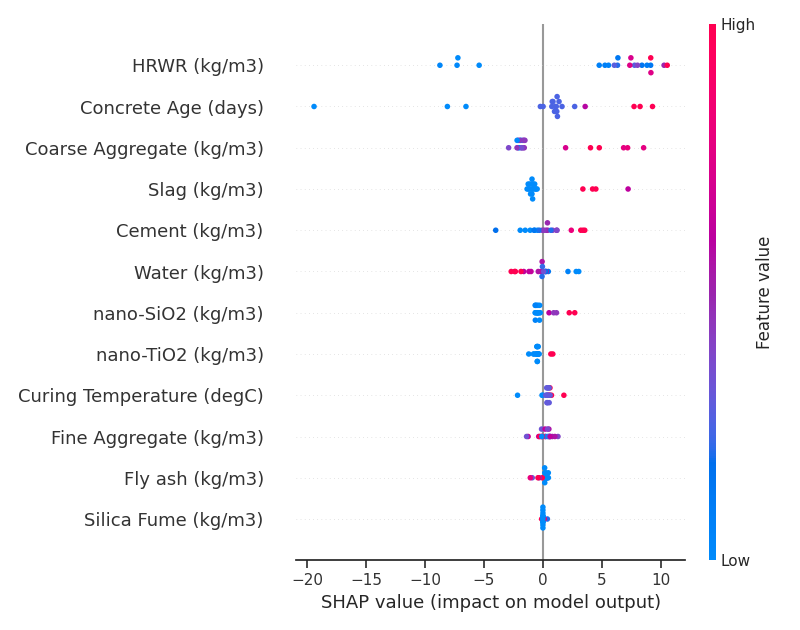 High
HRWR (kg/m3)
Concrete Age (days)
Coarse Aggregate (kg/m3)
Slag (kg/m3)
Cement (kg/m3)
Water (kg/m3)
nano-SiO2 (kg/m3)
nano-TiO2 (kg/m3)
Curing Temperature (degC)
Fine Aggregate (kg/m3)
Fly ash (kg/m3)
Silica Fume (kg/m3)
Feature value
Low
−20 −15 −10 −5 0 5 10
SHAP value (impact on model output)